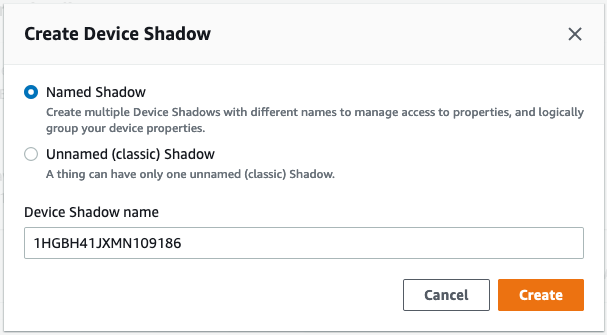 Create Device Shadow
Named Shadow
Create multiple Device Shadows with different names to manage access to properties, and logically
group your device properties.
Unnamed (classic) Shadow
A thing can have only one unnamed (classic) Shadow.
Device Shadow name
1HGBH41JXMN109186
Cancel
Create